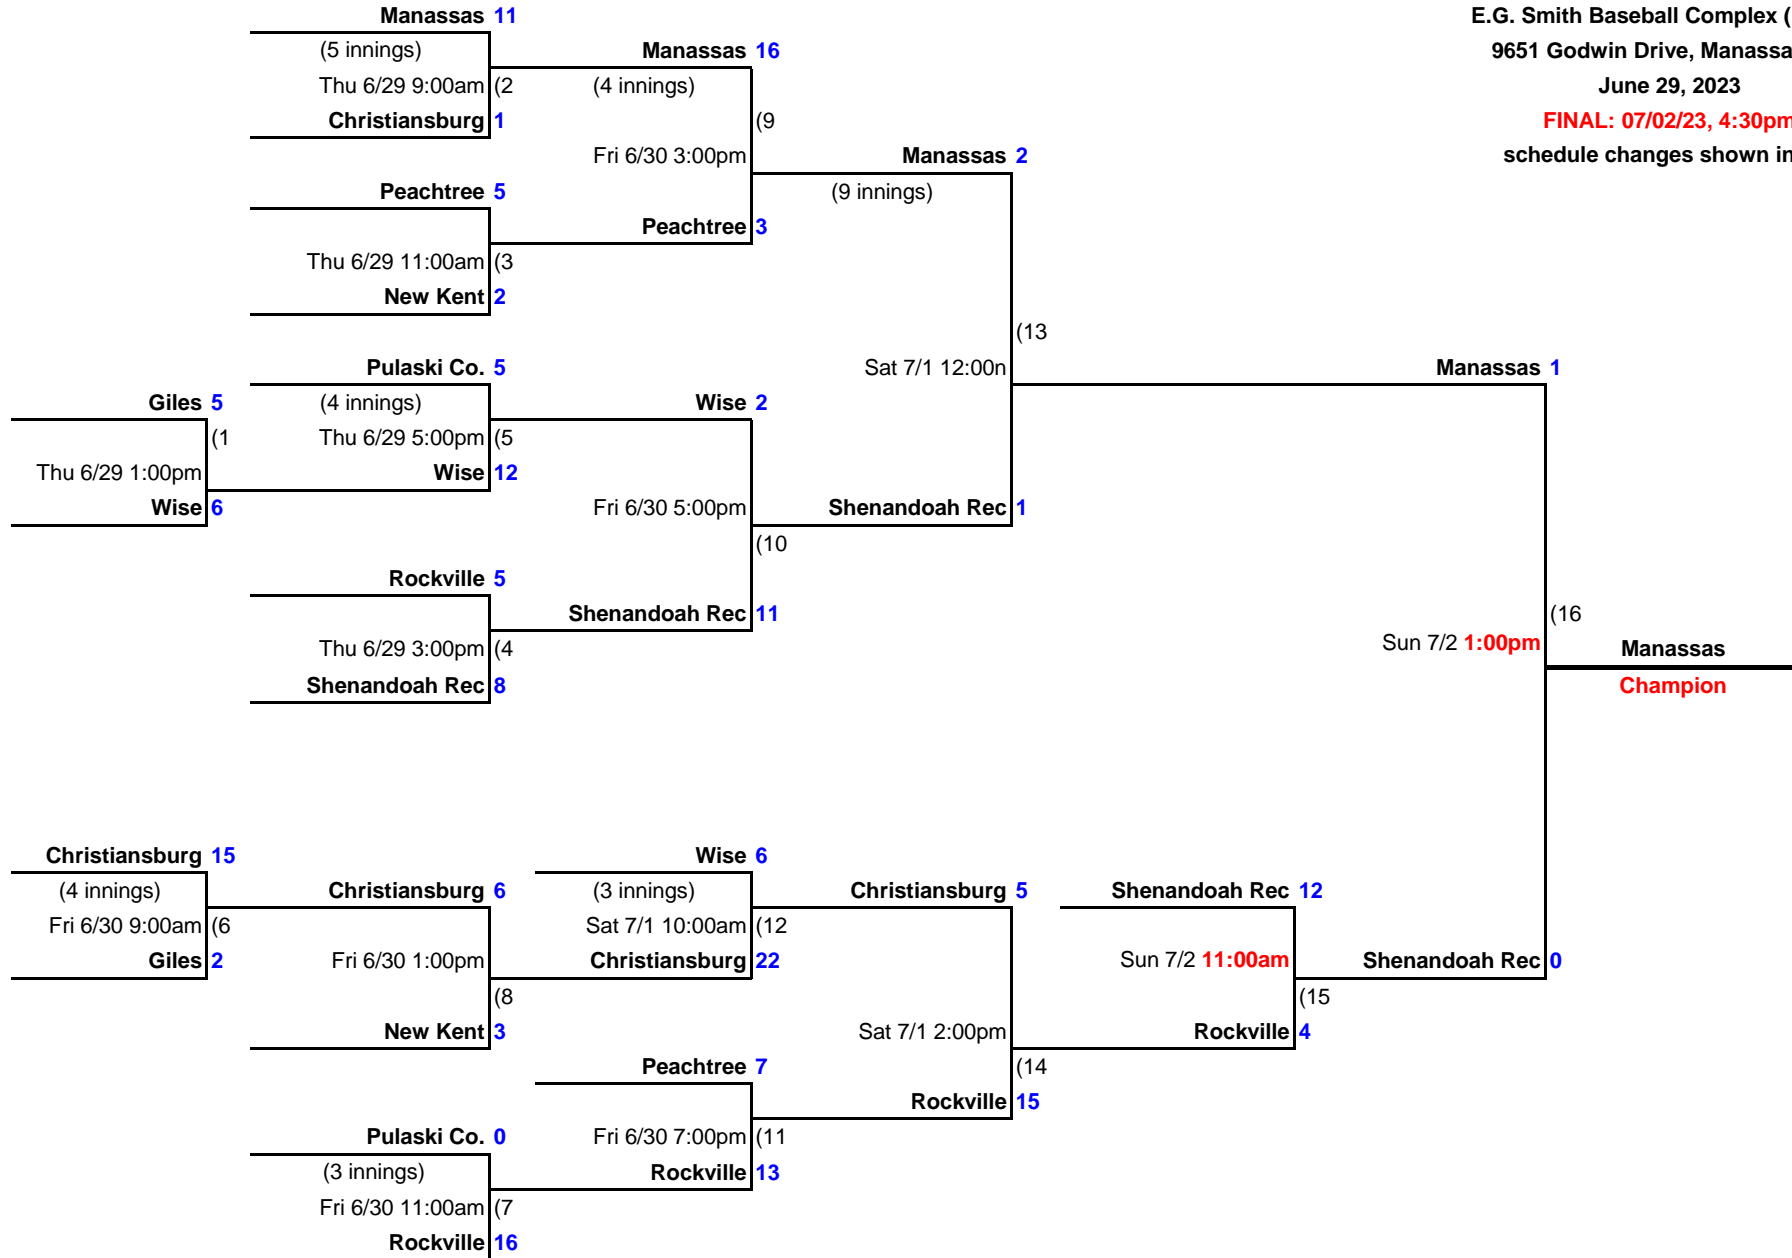 Manassas 11
E.G. Smith Baseball Complex (
(5 innings)
Manassas 16
9651 Godwin Drive, Manassa
Thu 6/29 9:00am (2
(4 innings)
June 29, 2023
Christiansburg 1
(9
FINAL: 07/02/23, 4:30pm
Fri 6/30 3:00pm
Manassas 2
schedule changes shown in
Peachtree 5
(9 innings)
Peachtree 3
Thu 6/29 11:00am (3
New Kent 2
(13
Pulaski Co. 5
Sat 7/1 12:00n
Manassas 1
Giles 5
(4 innings)
Wise 2
(1
Thu 6/29 5:00pm (5
Thu 6/29 1:00pm
Wise 12
Wise 6
Fri 6/30 5:00pm
Shenandoah Rec 1
(10
Rockville 5
Shenandoah Rec 11
(16
Thu 6/29 3:00pm (4
Sun 7/2 1:00pm
Manassas
Shenandoah Rec 8
Champion
Christiansburg 15
Wise 6
(4 innings)
Christiansburg 6
(3 innings)
Christiansburg 5
Shenandoah Rec 12
Fri 6/30 9:00am (6
Sat 7/1 10:00am (12
Giles 2
Fri 6/30 1:00pm
Christiansburg 22
Sun 7/2 11:00am
Shenandoah Rec 0
(8
(15
New Kent 3
Sat 7/1 2:00pm
Rockville 4
Peachtree 7
(14
Rockville 15
Pulaski Co. 0
Fri 6/30 7:00pm (11
(3 innings)
Rockville 13
Fri 6/30 11:00am (7
Rockville 16